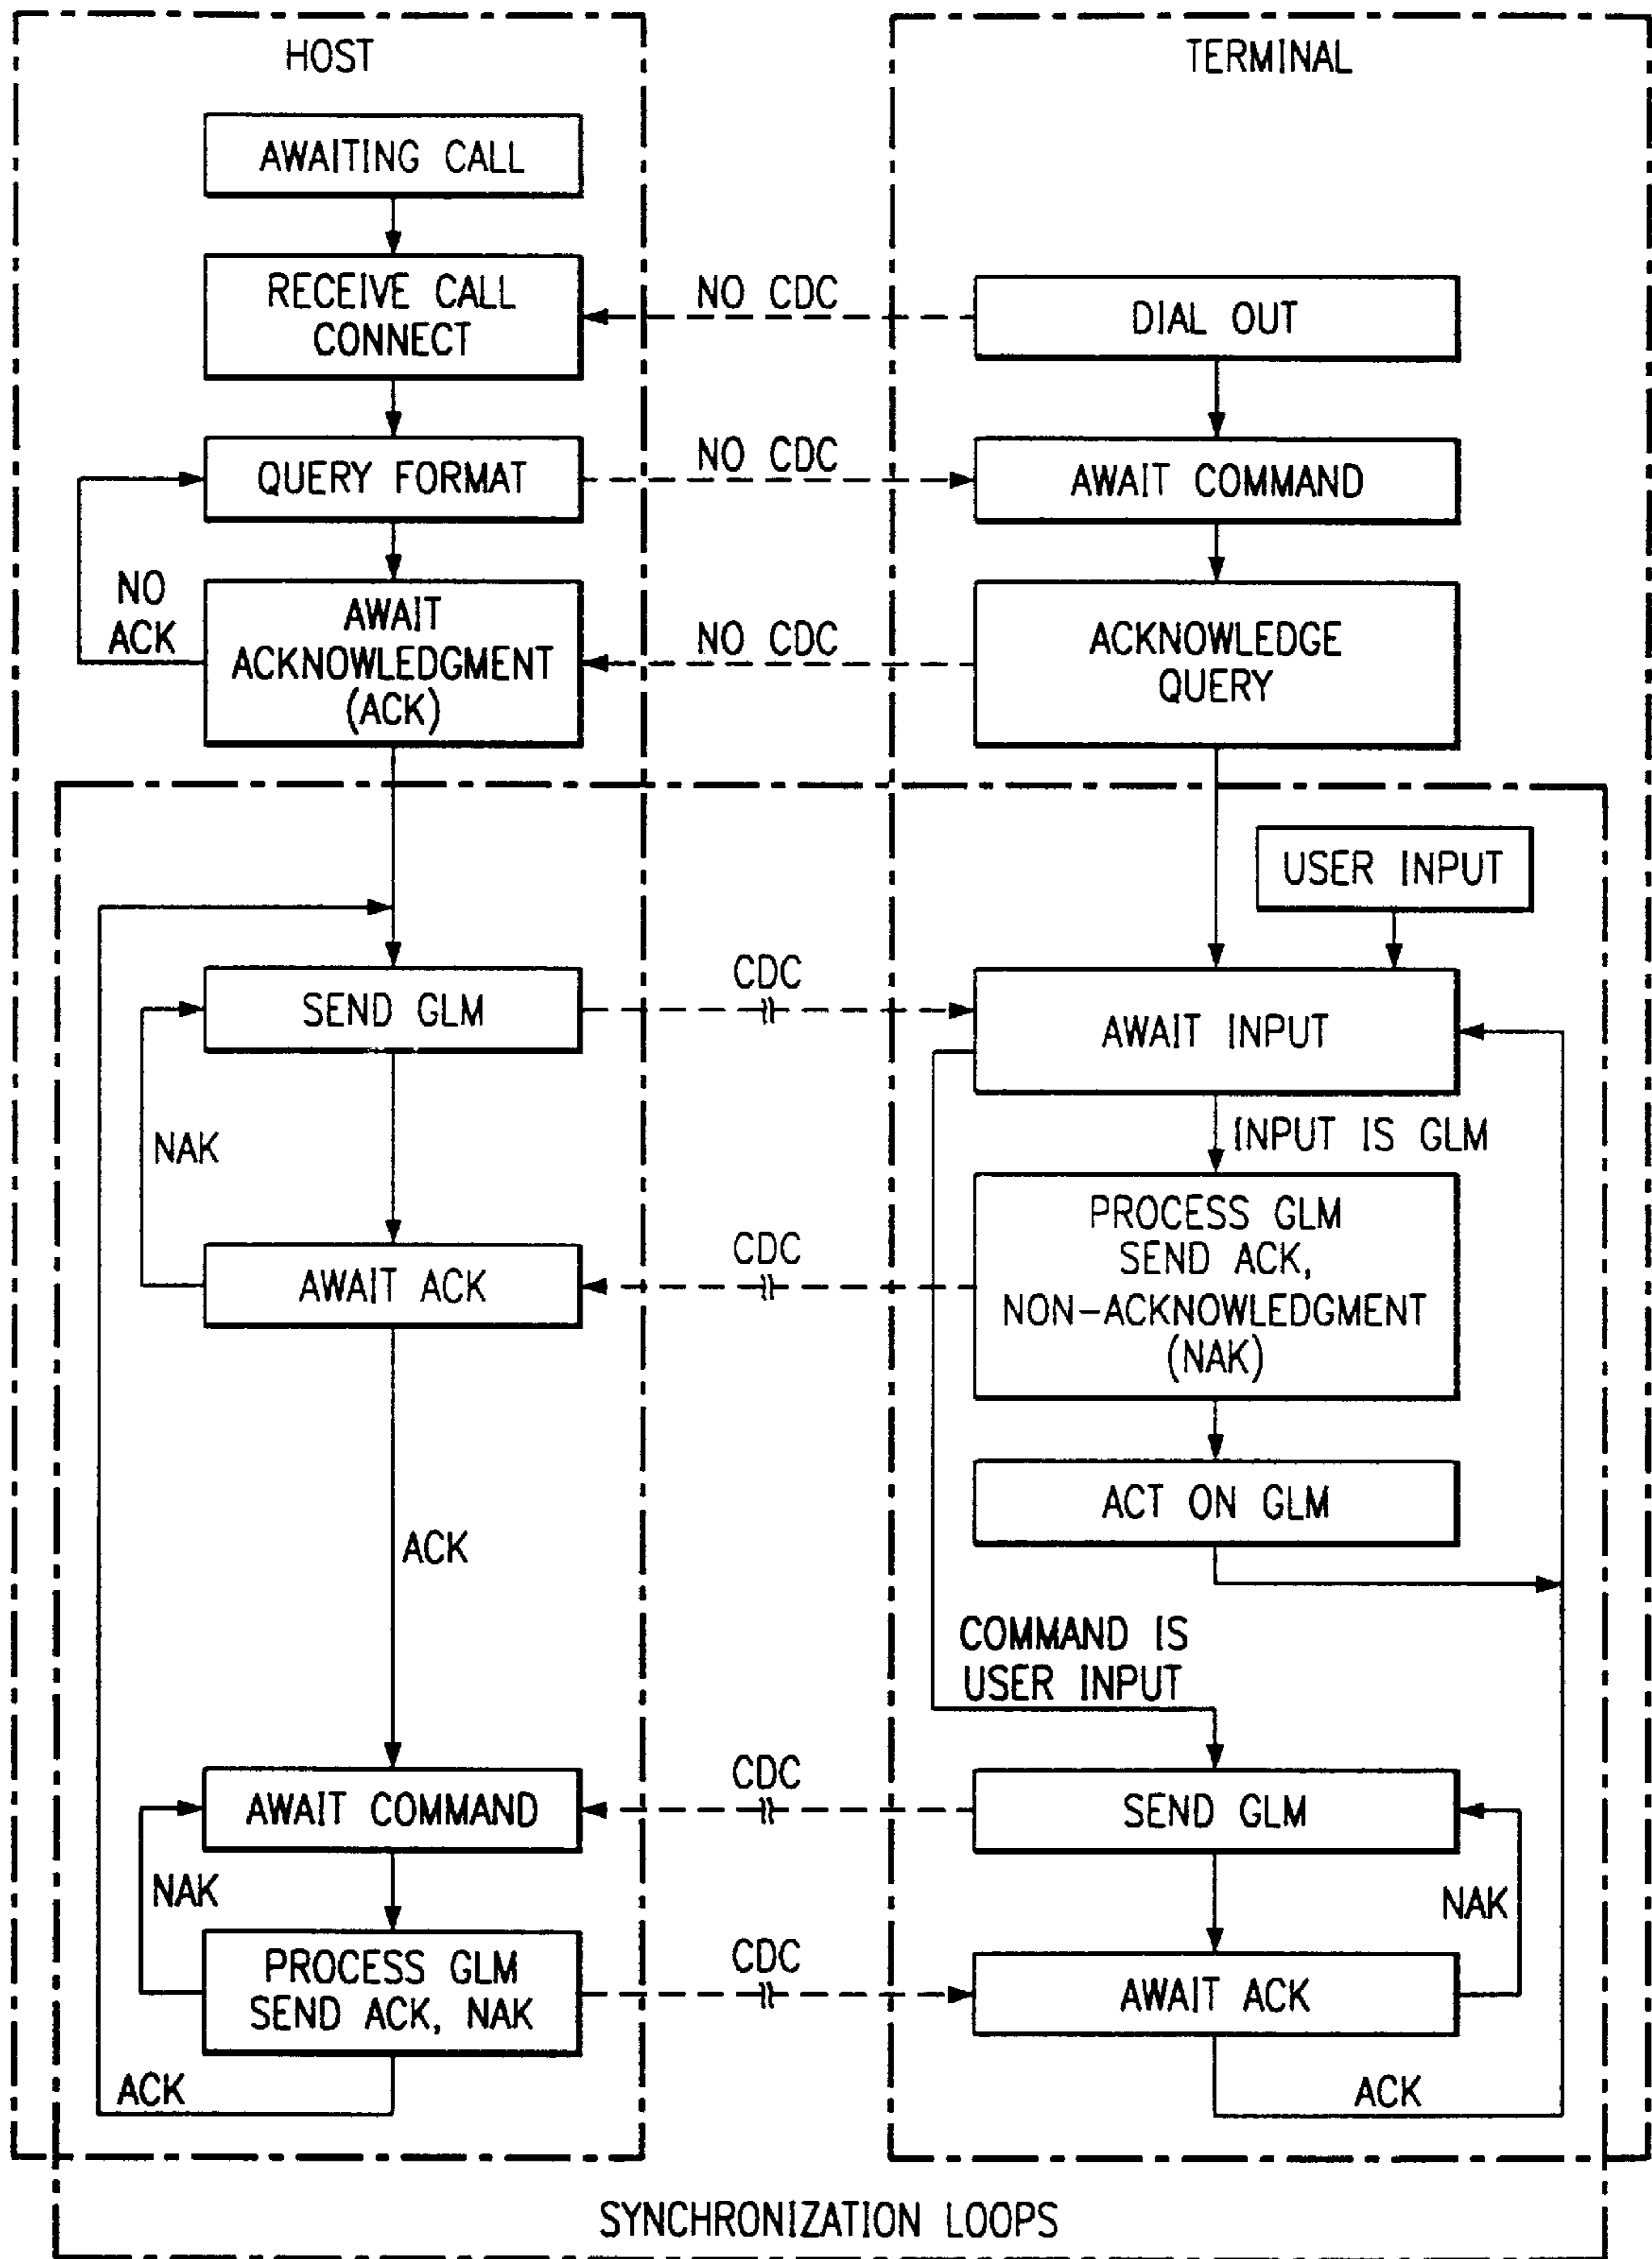 HOST
TERMINAL
AWAITING CALL
RECEIVE CALL
CONNECT
NO CDC
DIAL OUT
QUERY FORMAT
NO CDC
AWAIT COMMAND
NO
ACK
AWAIT
ACKNOWLEDGMENT
(ACK)
NO CDC
ACKNOWLEDGE
QUERY
USER INPUT
SEND GLM
CDC
AWAIT INPUT
NAK
INPUT IS GLM
AWAIT ACK
CDC
PROCESS GLM
SEND ACK,
NON-ACKNOWLEDGMENT
(NAK)
ACT ON GLM
ACK
COMMAND IS
USER INPUT
AWAIT COMMAND
CDC
SEND GLM
NAK
NAK
PROCESS GLM
SEND ACK, NAK
CDC
AWAIT ACK
ACK
ACK
SYNCHRONIZATION LOOPS